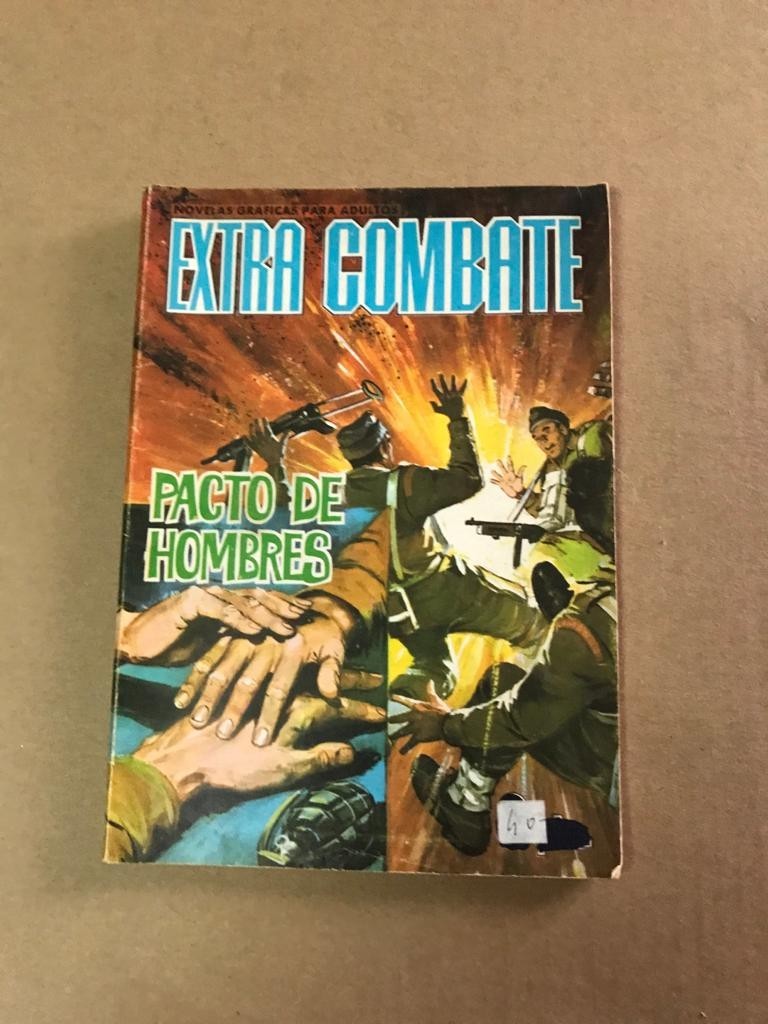 NOVELAS GRAFICAS PARA ADULTOS
EXTRA COMBATE
PACTO DE
HOMBRES
40